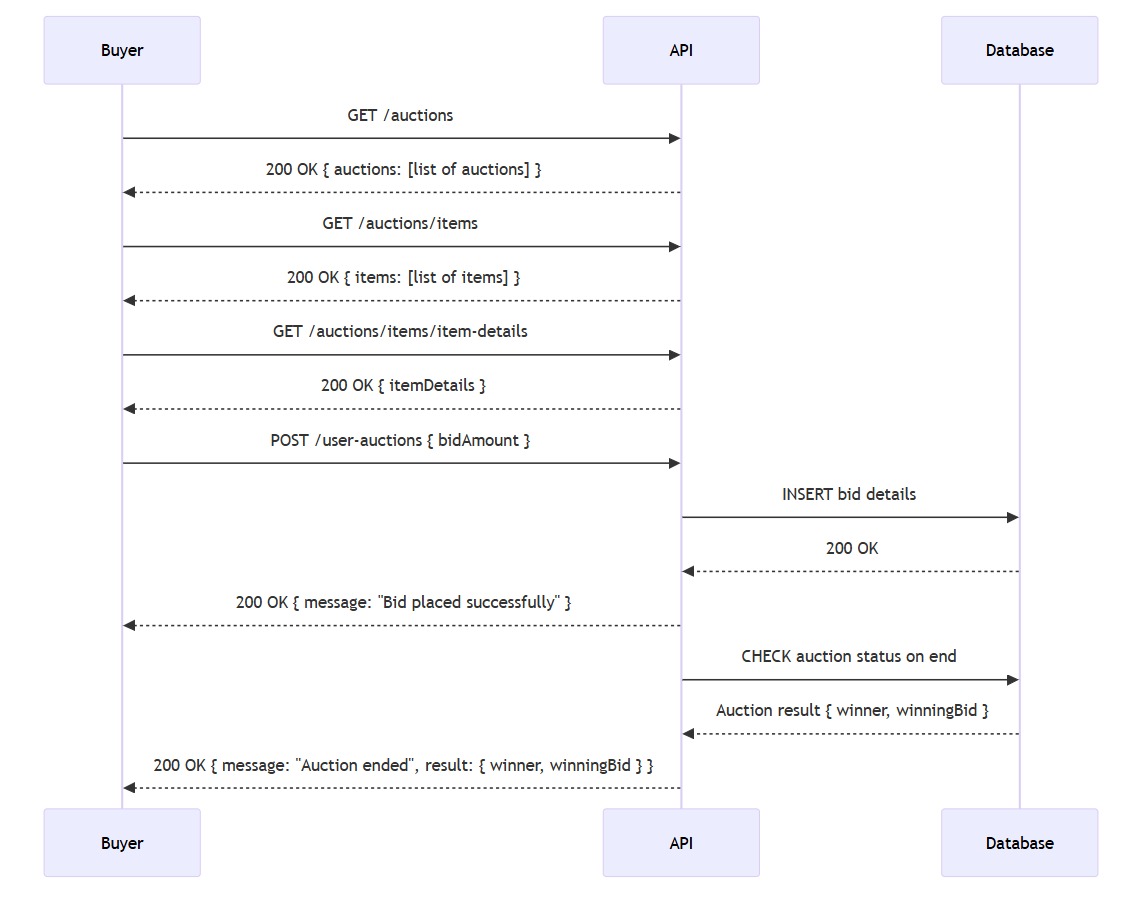 Buyer
API
Database
GET /auctions
200 OK { auctions: [list of auctions] }
GET /auctions/items
200 OK { items: [list of items] }
GET /auctions/items/item-details
200 OK { itemDetails }
POST /user-auctions { bidAmount }
INSERT bid details
200 OK
200 OK { message: "Bid placed successfully" }
CHECK auction status on end
Auction result { winner, winningBid }
200 OK { message: "Auction ended", result: { winner, winningBid } }
Buyer
API
Database